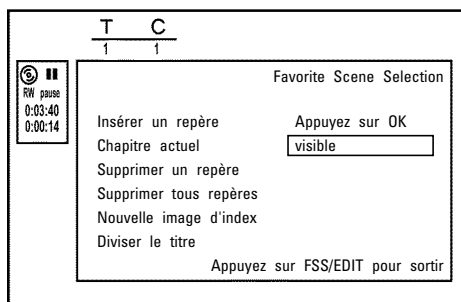 T C
1 1
RW pause
0:03:40
0:00:14
Favorite Scene Selection
Insérer un repère Appuyez sur OK
Chapitre actuel visible
Supprimer un repère
Supprimer tous repères
Nouvelle image d'index
Diviser le titre
Appuyez sur FSS/EDIT pour sortir